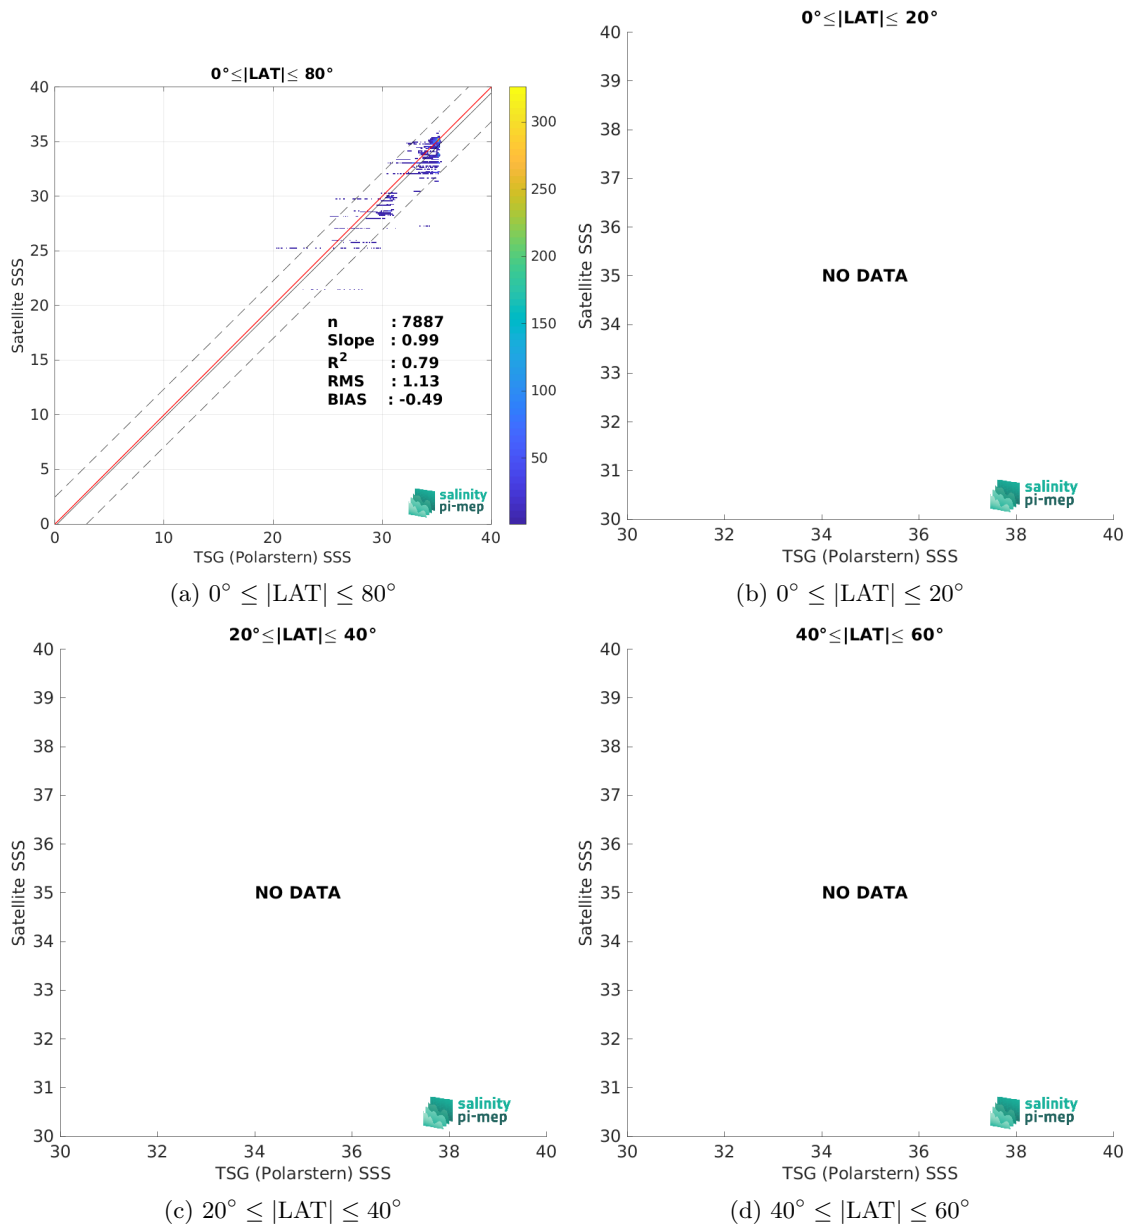 0°≤|LAT|≤ 80°
40
35
30
25
20
15
10
5
0
Satellite SSS
0
10
20
30
40
TSG (Polarstern) SSS
300
250
200
150
100
50
n : 7887
Slope : 0.99
R² : 0.79
RMS : 1.13
BIAS : -0.49
salinity
pi-mep
(a) 0° ≤ |LAT| ≤ 80°
0°≤|LAT|≤ 20°
40
39
38
37
36
35
34
33
32
31
30
Satellite SSS
NO DATA
30
32
34
36
38
40
TSG (Polarstern) SSS
salinity
pi-mep
(b) 0° ≤ |LAT| ≤ 20°
20°≤|LAT|≤ 40°
40
39
38
37
36
35
34
33
32
31
30
Satellite SSS
NO DATA
30
32
34
36
38
40
TSG (Polarstern) SSS
salinity
pi-mep
(c) 20° ≤ |LAT| ≤ 40°
40°≤|LAT|≤ 60°
40
39
38
37
36
35
34
33
32
31
30
Satellite SSS
NO DATA
30
32
34
36
38
40
TSG (Polarstern) SSS
salinity
pi-mep
(d) 40° ≤ |LAT| ≤ 60°